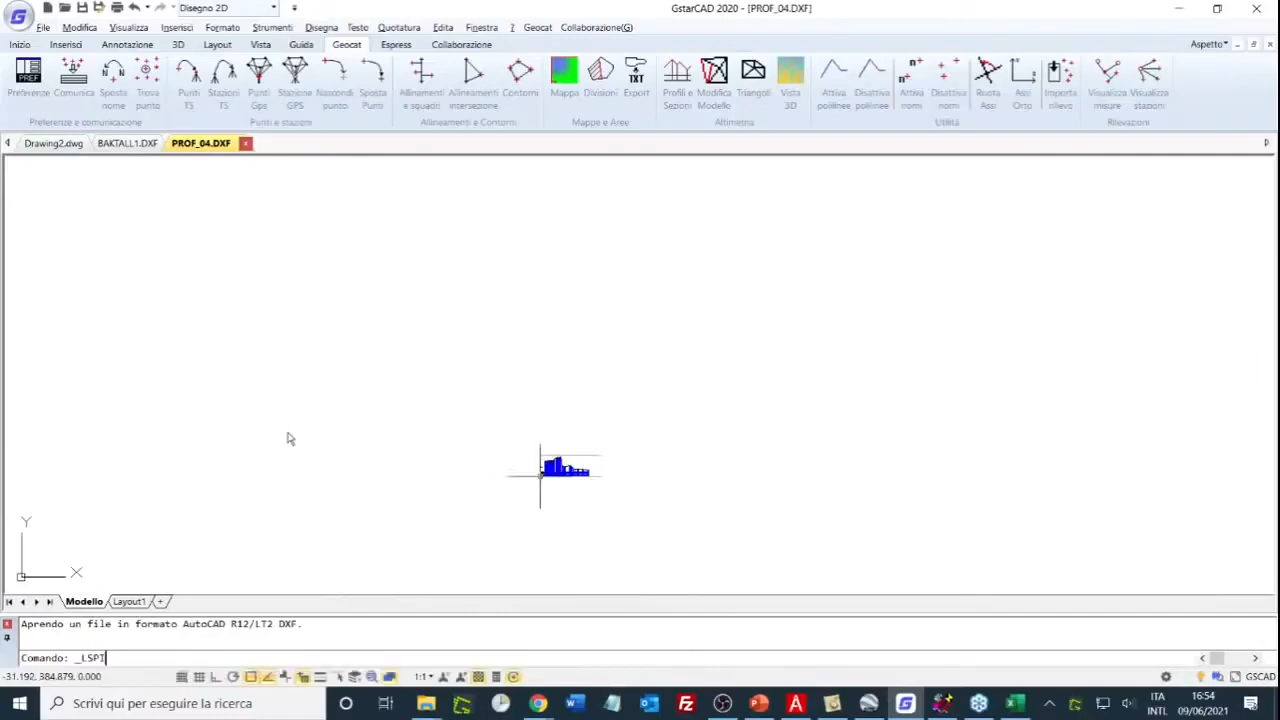 Disegno 2D
GstarCAD 2020 - [PROF_04.DXF]
File Modifica Visualizza Inserisci Formato Strumenti Disegna Testo Quotatura Edita Finestra ? Geocat Collaborazione(G)
Inizio Inserisci Annotazione 3D Layout Vista Guida Geocat Express Collaborazione Aspetto
PREF TXT
Preferenze Comunica Sposta nome Trova punto Punti TS Stazioni TS Punti Gps Stazione GPS Nascondi punto Sposta Punti Allineamenti e squadri Allineamenti intersezione Contorni Mappa Divisioni Export Profili e Sezioni Modifica Modello Triangoli Vista 3D Attiva polilinee Disattiva polilinee Attiva nomi Disattiva nomi Ruota Assi Assi Orto Importa rilievo Visualizza misure Visualizza stazioni
Preferenze e comunicazione Punti e stazioni Allineamenti e Contorni Mappe e Aree Altimetria Utilità Rilevazioni
Drawing2.dwg BAKTALL1.DXF PROF_04.DXF
Y
X
Modello Layout1 +
Aprendo un file in formato AutoCAD R12/LT2 DXF.
Comando: _LSPI
-31.192, 384.879, 0.000
1:1
GSCAD
Scrivi qui per eseguire la ricerca
ITA
INTL
16:54
09/06/2021